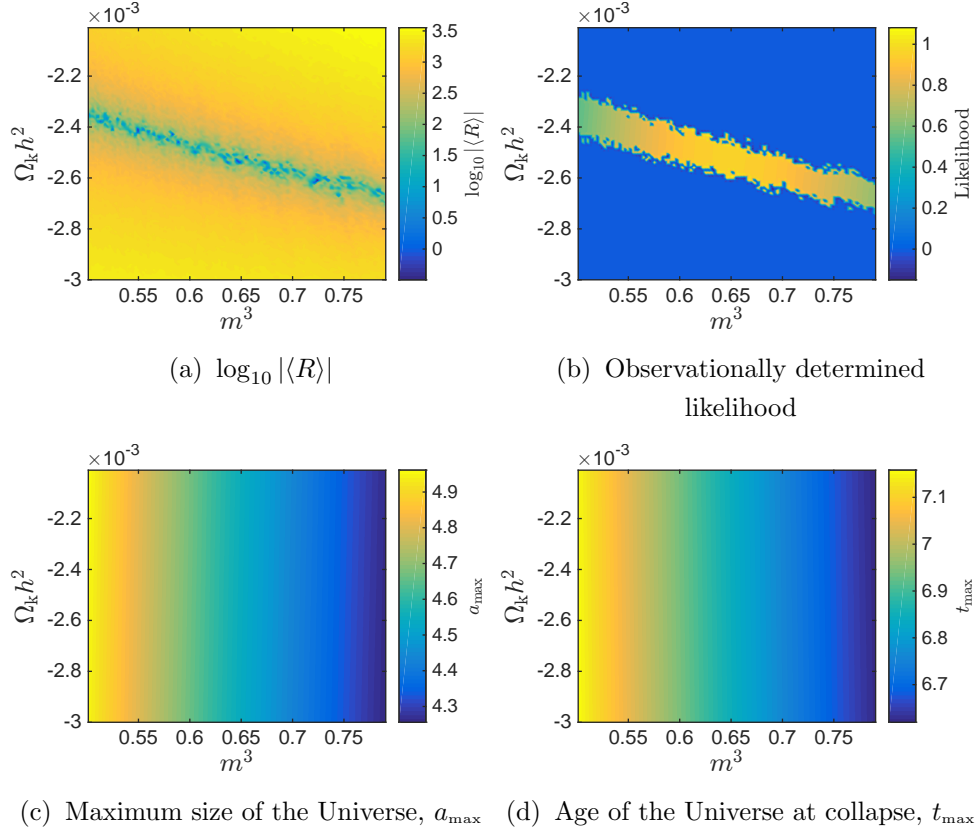 ×10⁻³ ×10⁻³
-2.2
-2.4
-2.6
-2.8
-3
Ωₖh²
0.55 0.6 0.65 0.7 0.75
m³
3.5
3
2.5
2
1.5
1
0.5
0
log₁₀ |⟨R⟩|
-2.2
-2.4
-2.6
-2.8
-3
Ωₖh²
0.55 0.6 0.65 0.7 0.75
m³
1
0.8
0.6
0.4
0.2
0
Likelihood
(a) log₁₀ |⟨R⟩|
(b) Observationally determined
likelihood
×10⁻³ ×10⁻³
-2.2
-2.4
-2.6
-2.8
-3
Ωₖh²
0.55 0.6 0.65 0.7 0.75
m³
4.9
4.8
4.7
4.6
4.5
4.4
4.3
a_max
-2.2
-2.4
-2.6
-2.8
-3
Ωₖh²
0.55 0.6 0.65 0.7 0.75
m³
7.1
7
6.9
6.8
6.7
t_max
(c) Maximum size of the Universe, a_max
(d) Age of the Universe at collapse, t_max